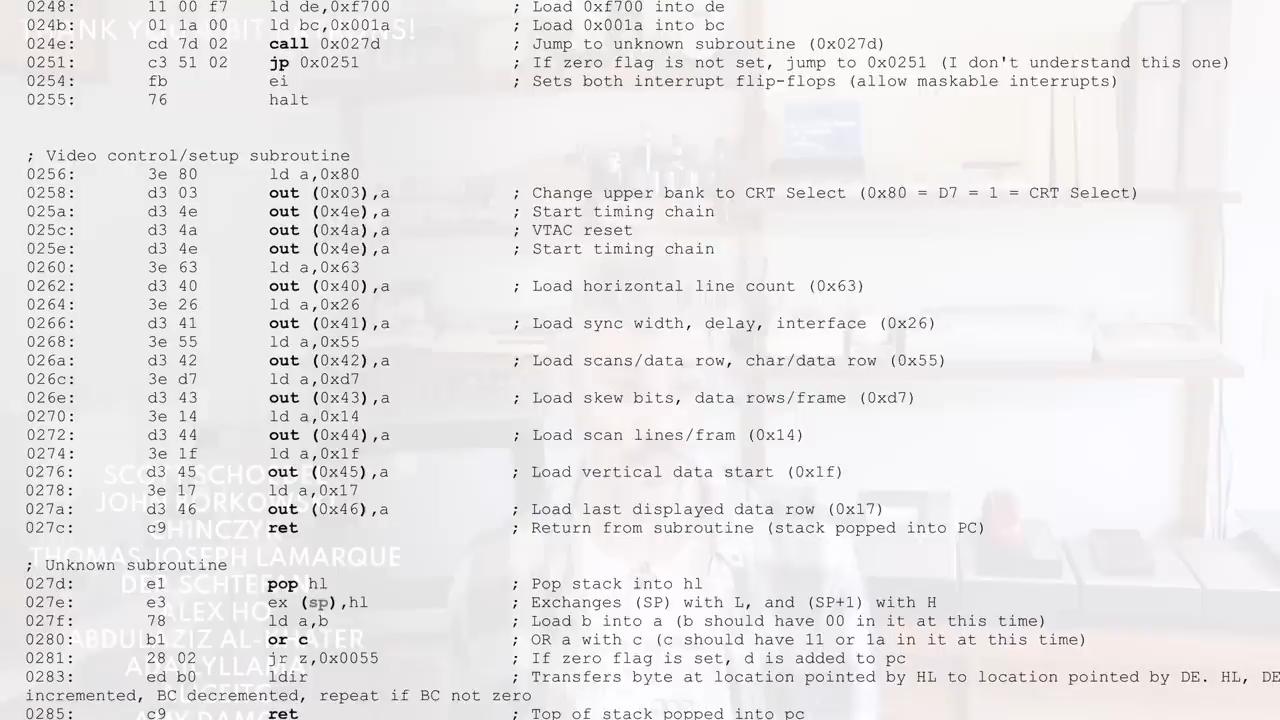 0248: 11 00 f7 ld de,0xf700 ; Load 0xf700 into de
024b: 01 1a 00 ld bc,0x001a ; Load 0x001a into bc
024e: cd 7d 02 call 0x027d ; Jump to unknown subroutine (0x027d)
0251: c3 51 02 jp 0x0251 ; If zero flag is not set, jump to 0x0251 (I don't understand this one)
0254: fb ei ; Sets both interrupt flip-flops (allow maskable interrupts)
0255: 76 halt
; Video control/setup subroutine
0256: 3e 80 ld a,0x80
0258: d3 03 out (0x03),a ; Change upper bank to CRT Select (0x80 = D7 = 1 = CRT Select)
025a: d3 4e out (0x4e),a ; Start timing chain
025c: d3 4a out (0x4a),a ; VTAC reset
025e: d3 4e out (0x4e),a ; Start timing chain
0260: 3e 63 ld a,0x63
0262: d3 40 out (0x40),a ; Load horizontal line count (0x63)
0264: 3e 26 ld a,0x26
0266: d3 41 out (0x41),a ; Load sync width, delay, interface (0x26)
0268: 3e 55 ld a,0x55
026a: d3 42 out (0x42),a ; Load scans/data row, char/data row (0x55)
026c: 3e d7 ld a,0xd7
026e: d3 43 out (0x43),a ; Load skew bits, data rows/frame (0xd7)
0270: 3e 14 ld a,0x14
0272: d3 44 out (0x44),a ; Load scan lines/fram (0x14)
0274: 3e 1f ld a,0x1f
0276: d3 45 out (0x45),a ; Load vertical data start (0x1f)
0278: 3e 17 ld a,0x17
027a: d3 46 out (0x46),a ; Load last displayed data row (0x17)
027c: c9 ret ; Return from subroutine (stack popped into PC)
; Unknown subroutine
027d: e1 pop hl ; Pop stack into hl
027e: e3 ex (sp),hl ; Exchanges (SP) with L, and (SP+1) with H
027f: 78 ld a,b ; Load b into a (b should have 00 in it at this time)
0280: b1 or c ; OR a with c (c should have 11 or 1a in it at this time)
0281: 28 02 jr z,0x0055 ; If zero flag is set, d is added to pc
0283: ed b0 ldir ; Transfers byte at location pointed by HL to location pointed by DE. HL, DE
incremented, BC decremented, repeat if BC not zero
0285: c9 ret ; Top of stack popped into pc
THANK YOU
THOMAS JOSEPH LAMARQUE
ALEX HO